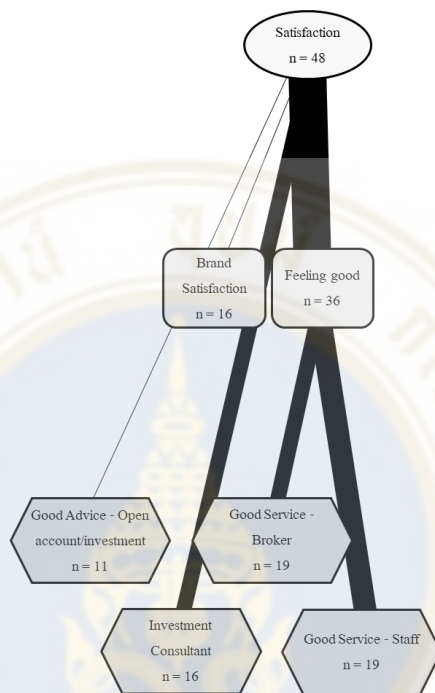 Satisfaction
n = 48
Brand
Satisfaction
n = 16
Feeling good
n = 36
Good Advice - Open
account/investment
n = 11
Good Service -
Broker
n = 19
Investment
Consultant
n = 16
Good Service - Staff
n = 19